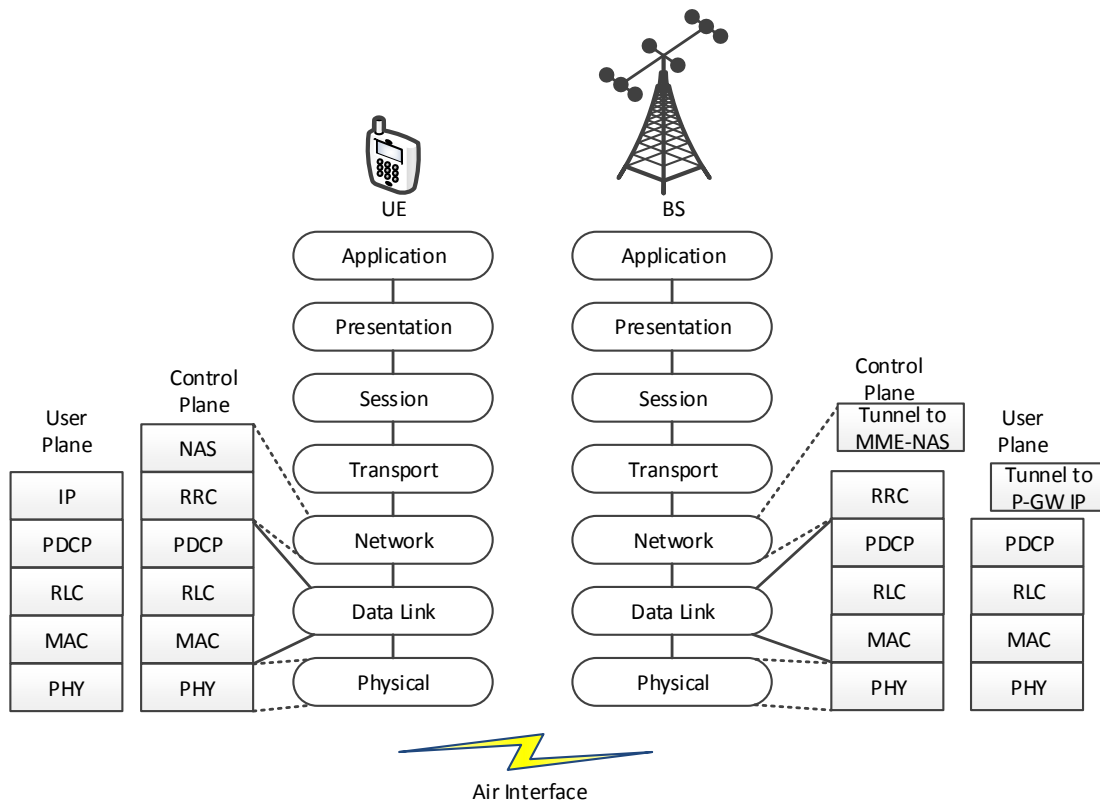 UE
BS
Application
Presentation
Session
Transport
Network
Data Link
Physical
Application
Presentation
Session
Transport
Network
Data Link
Physical
User
Plane
IP
PDCP
RLC
MAC
PHY
Control
Plane
NAS
RRC
PDCP
RLC
MAC
PHY
Control
Plane
Tunnel to
MME-NAS
RRC
PDCP
RLC
MAC
PHY
User
Plane
Tunnel to
P-GW IP
PDCP
RLC
MAC
PHY
Air Interface